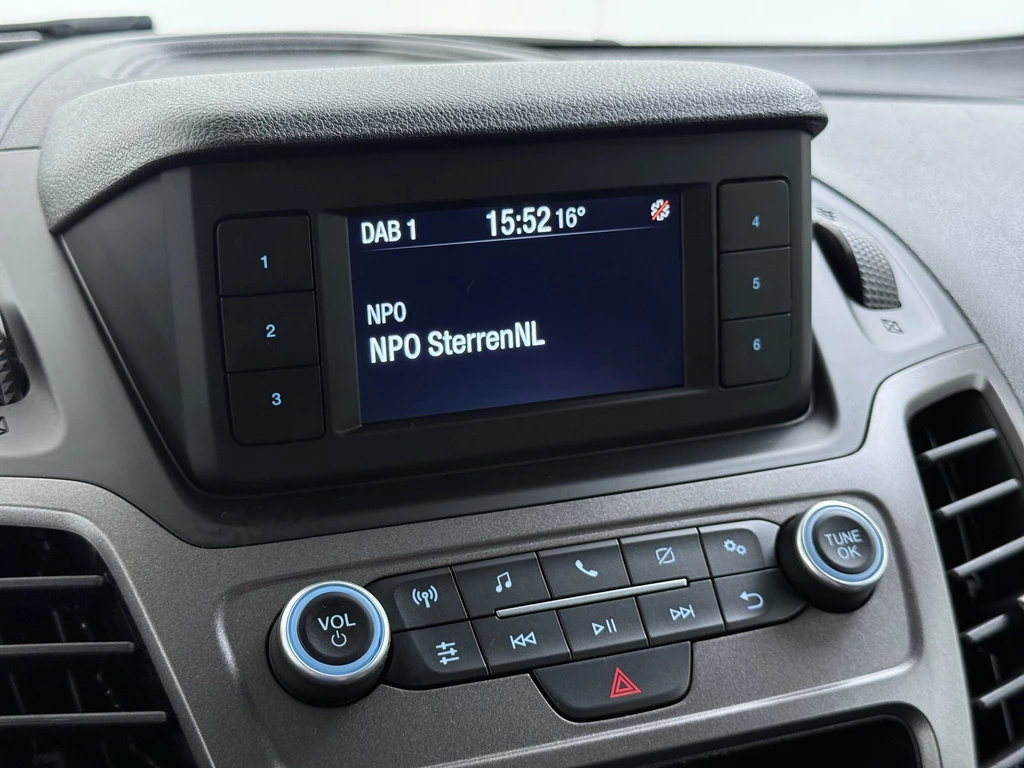 DAB 1 15:52 16°
NPO
NPO SterrenNL
1
2
3
4
5
6
VOL
TUNE
OK